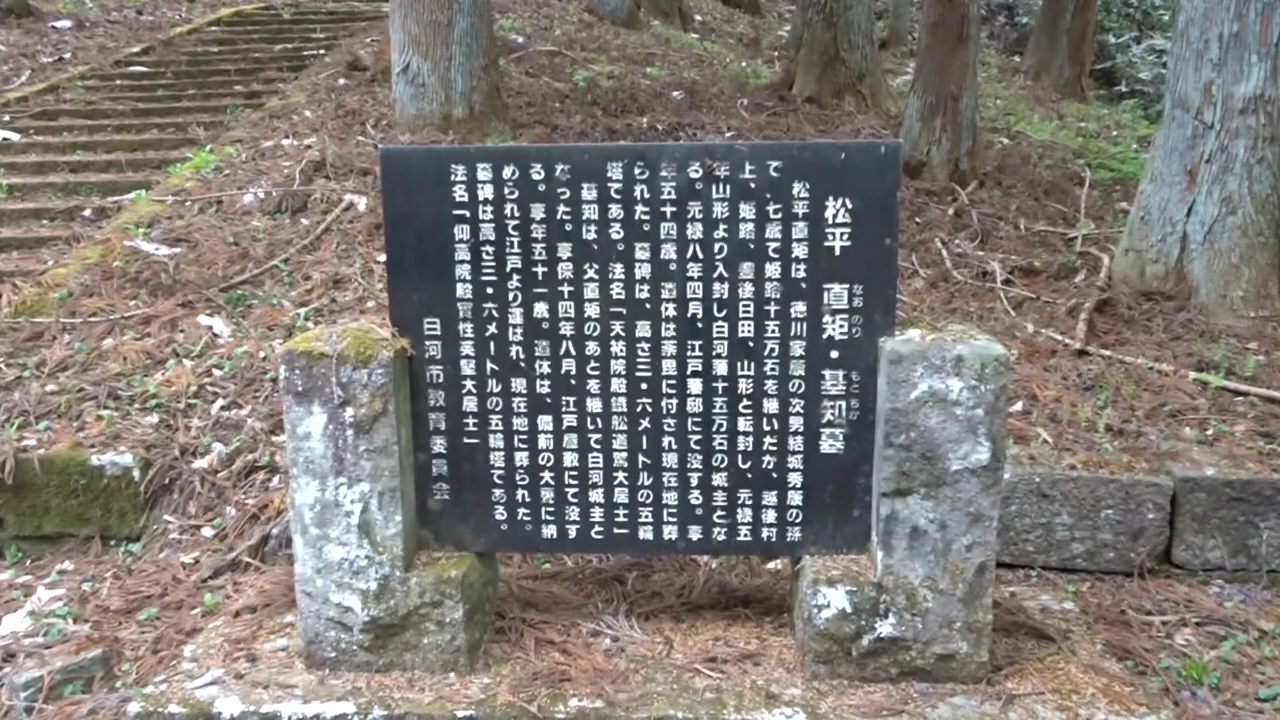 松平 直矩・基知墓
なおのり もとちか
松平直矩は、徳川家康の次男結城秀康の孫
で、七歳で姫路十五万石を継いだが、越後村
上、姫路、豊後日田、山形と転封し、元禄五
年山形より入封し白河藩十五万石の城主とな
る。元禄八年四月、江戸藩邸にて没する。享
年五十四歳。遺体は荼毘に付され現在地に葬
られた。墓碑は、高さ三・六メートルの五輪
塔である。法名「天祐院殿鐵舩道駕大居士」
基知は、父直矩のあとを継いで白河城主と
なった。享保十四年八月、江戸屋敷にて没す
る。享年五十一歳。遺体は、備前の大甕に納
められて江戸より運ばれ、現在地に葬られた。
墓碑は高さ三・六メートルの五輪塔である。
法名「仰高院殿實性英堅大居士」
白河市教育委員会